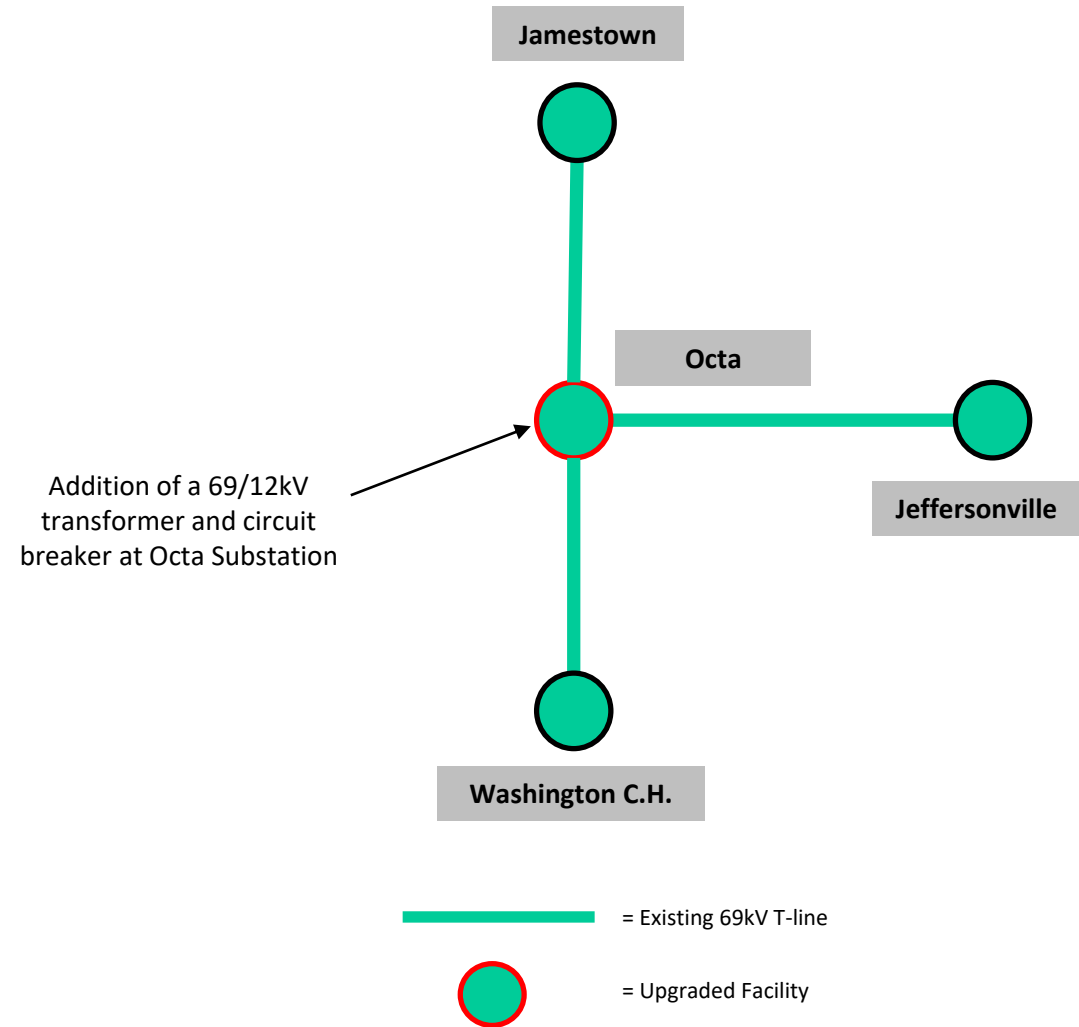 Jamestown
Octa
Jeffersonville
Addition of a 69/12kV
transformer and circuit
breaker at Octa Substation
Washington C.H.
= Existing 69kV T-line
= Upgraded Facility